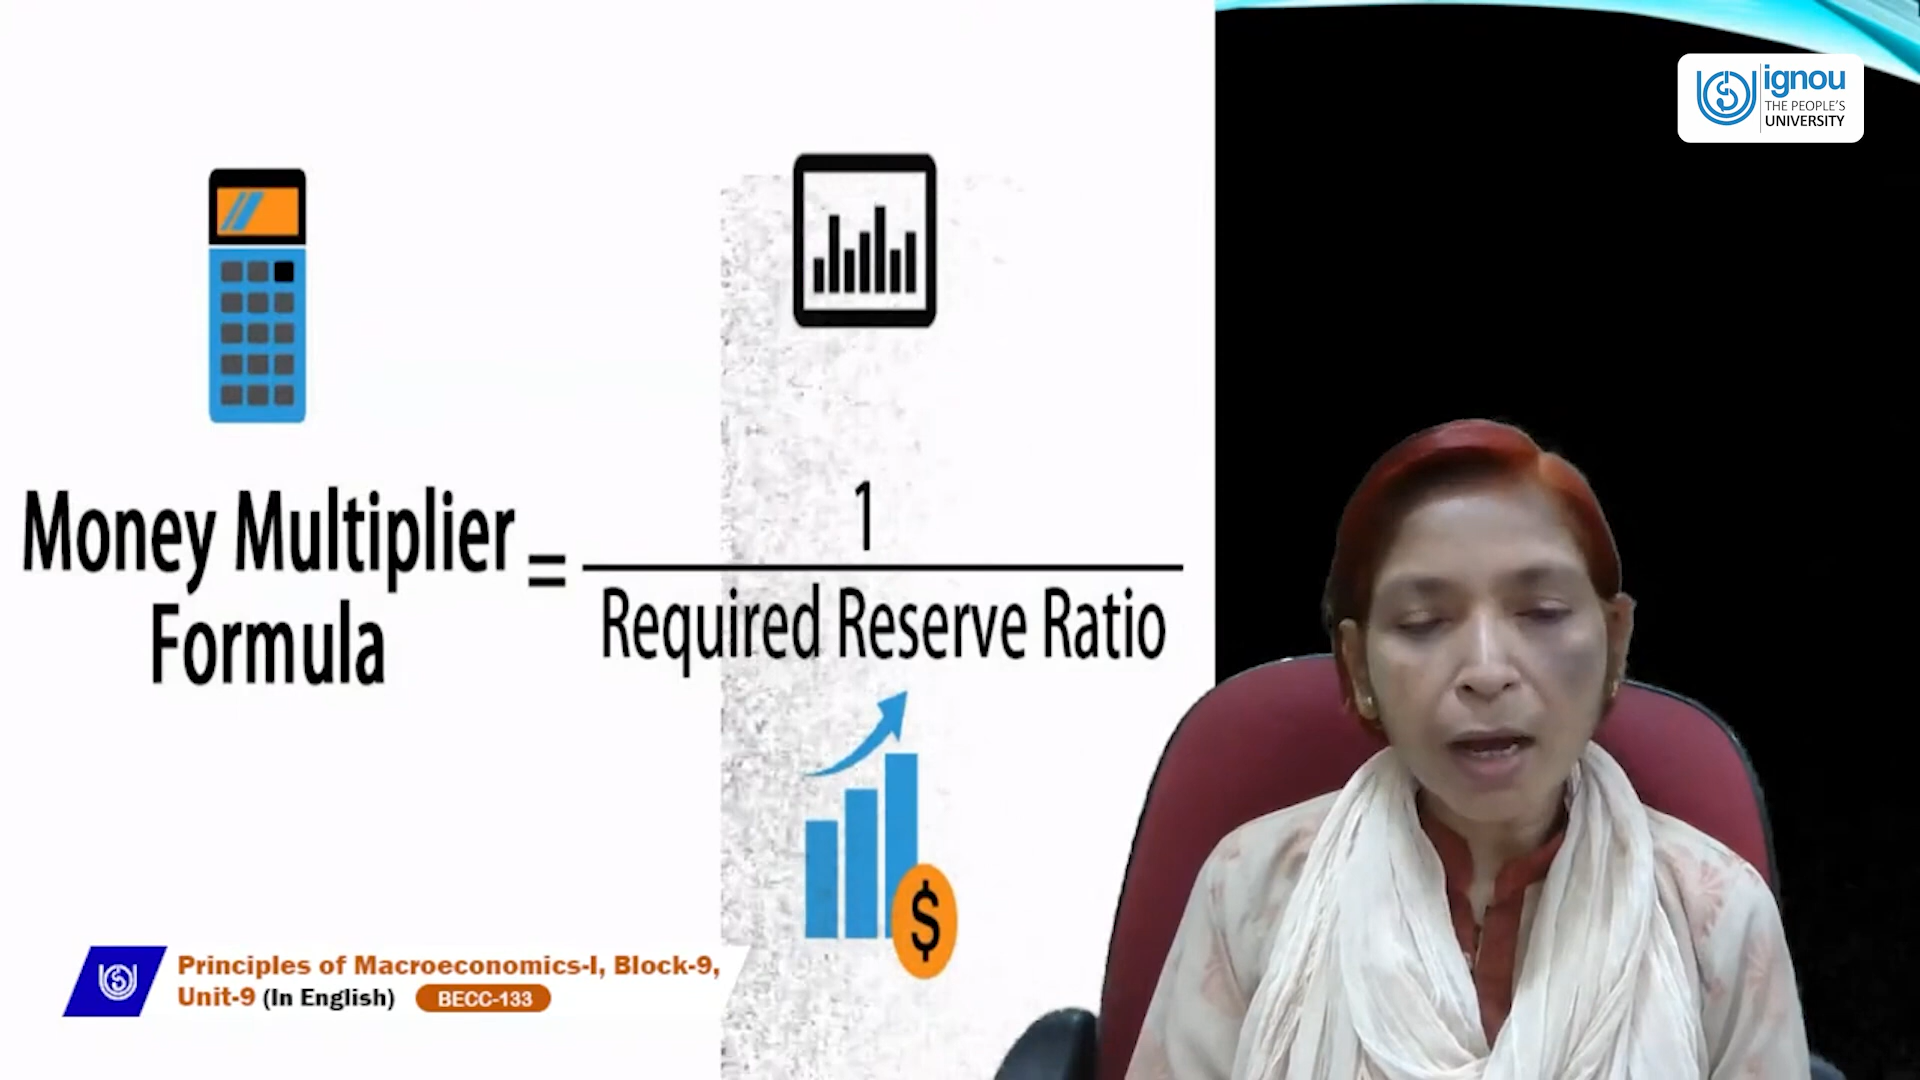 ignou
THE PEOPLE'S
UNIVERSITY
Money Multiplier
Formula
=
1
Required Reserve Ratio
$
Principles of Macroeconomics-I, Block-9,
Unit-9 (In English) BECC-133